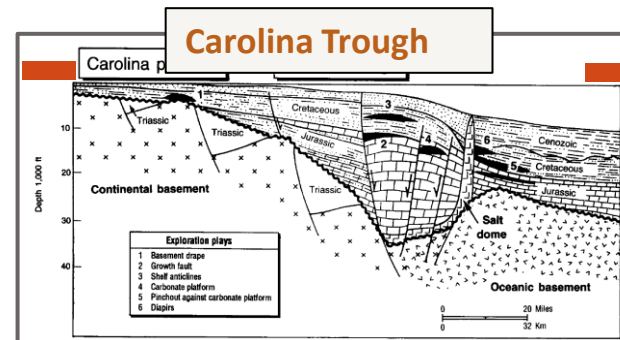 Carolina Trough
Carolina p
1
3
Cretaceous
Triassic
2
4
6
Cenozoic
10
Jurassic
5
Cretaceous
Depth 1,000 ft
Continental basement
20
Triassic
Jurassic
Salt
dome
30
Exploration plays
1 Basement drape
2 Growth fault
3 Shelf anticlines
4 Carbonate platform
5 Pinchout against carbonate platform
6 Diapirs
40
Oceanic basement
0 20 Miles
0 32 Km